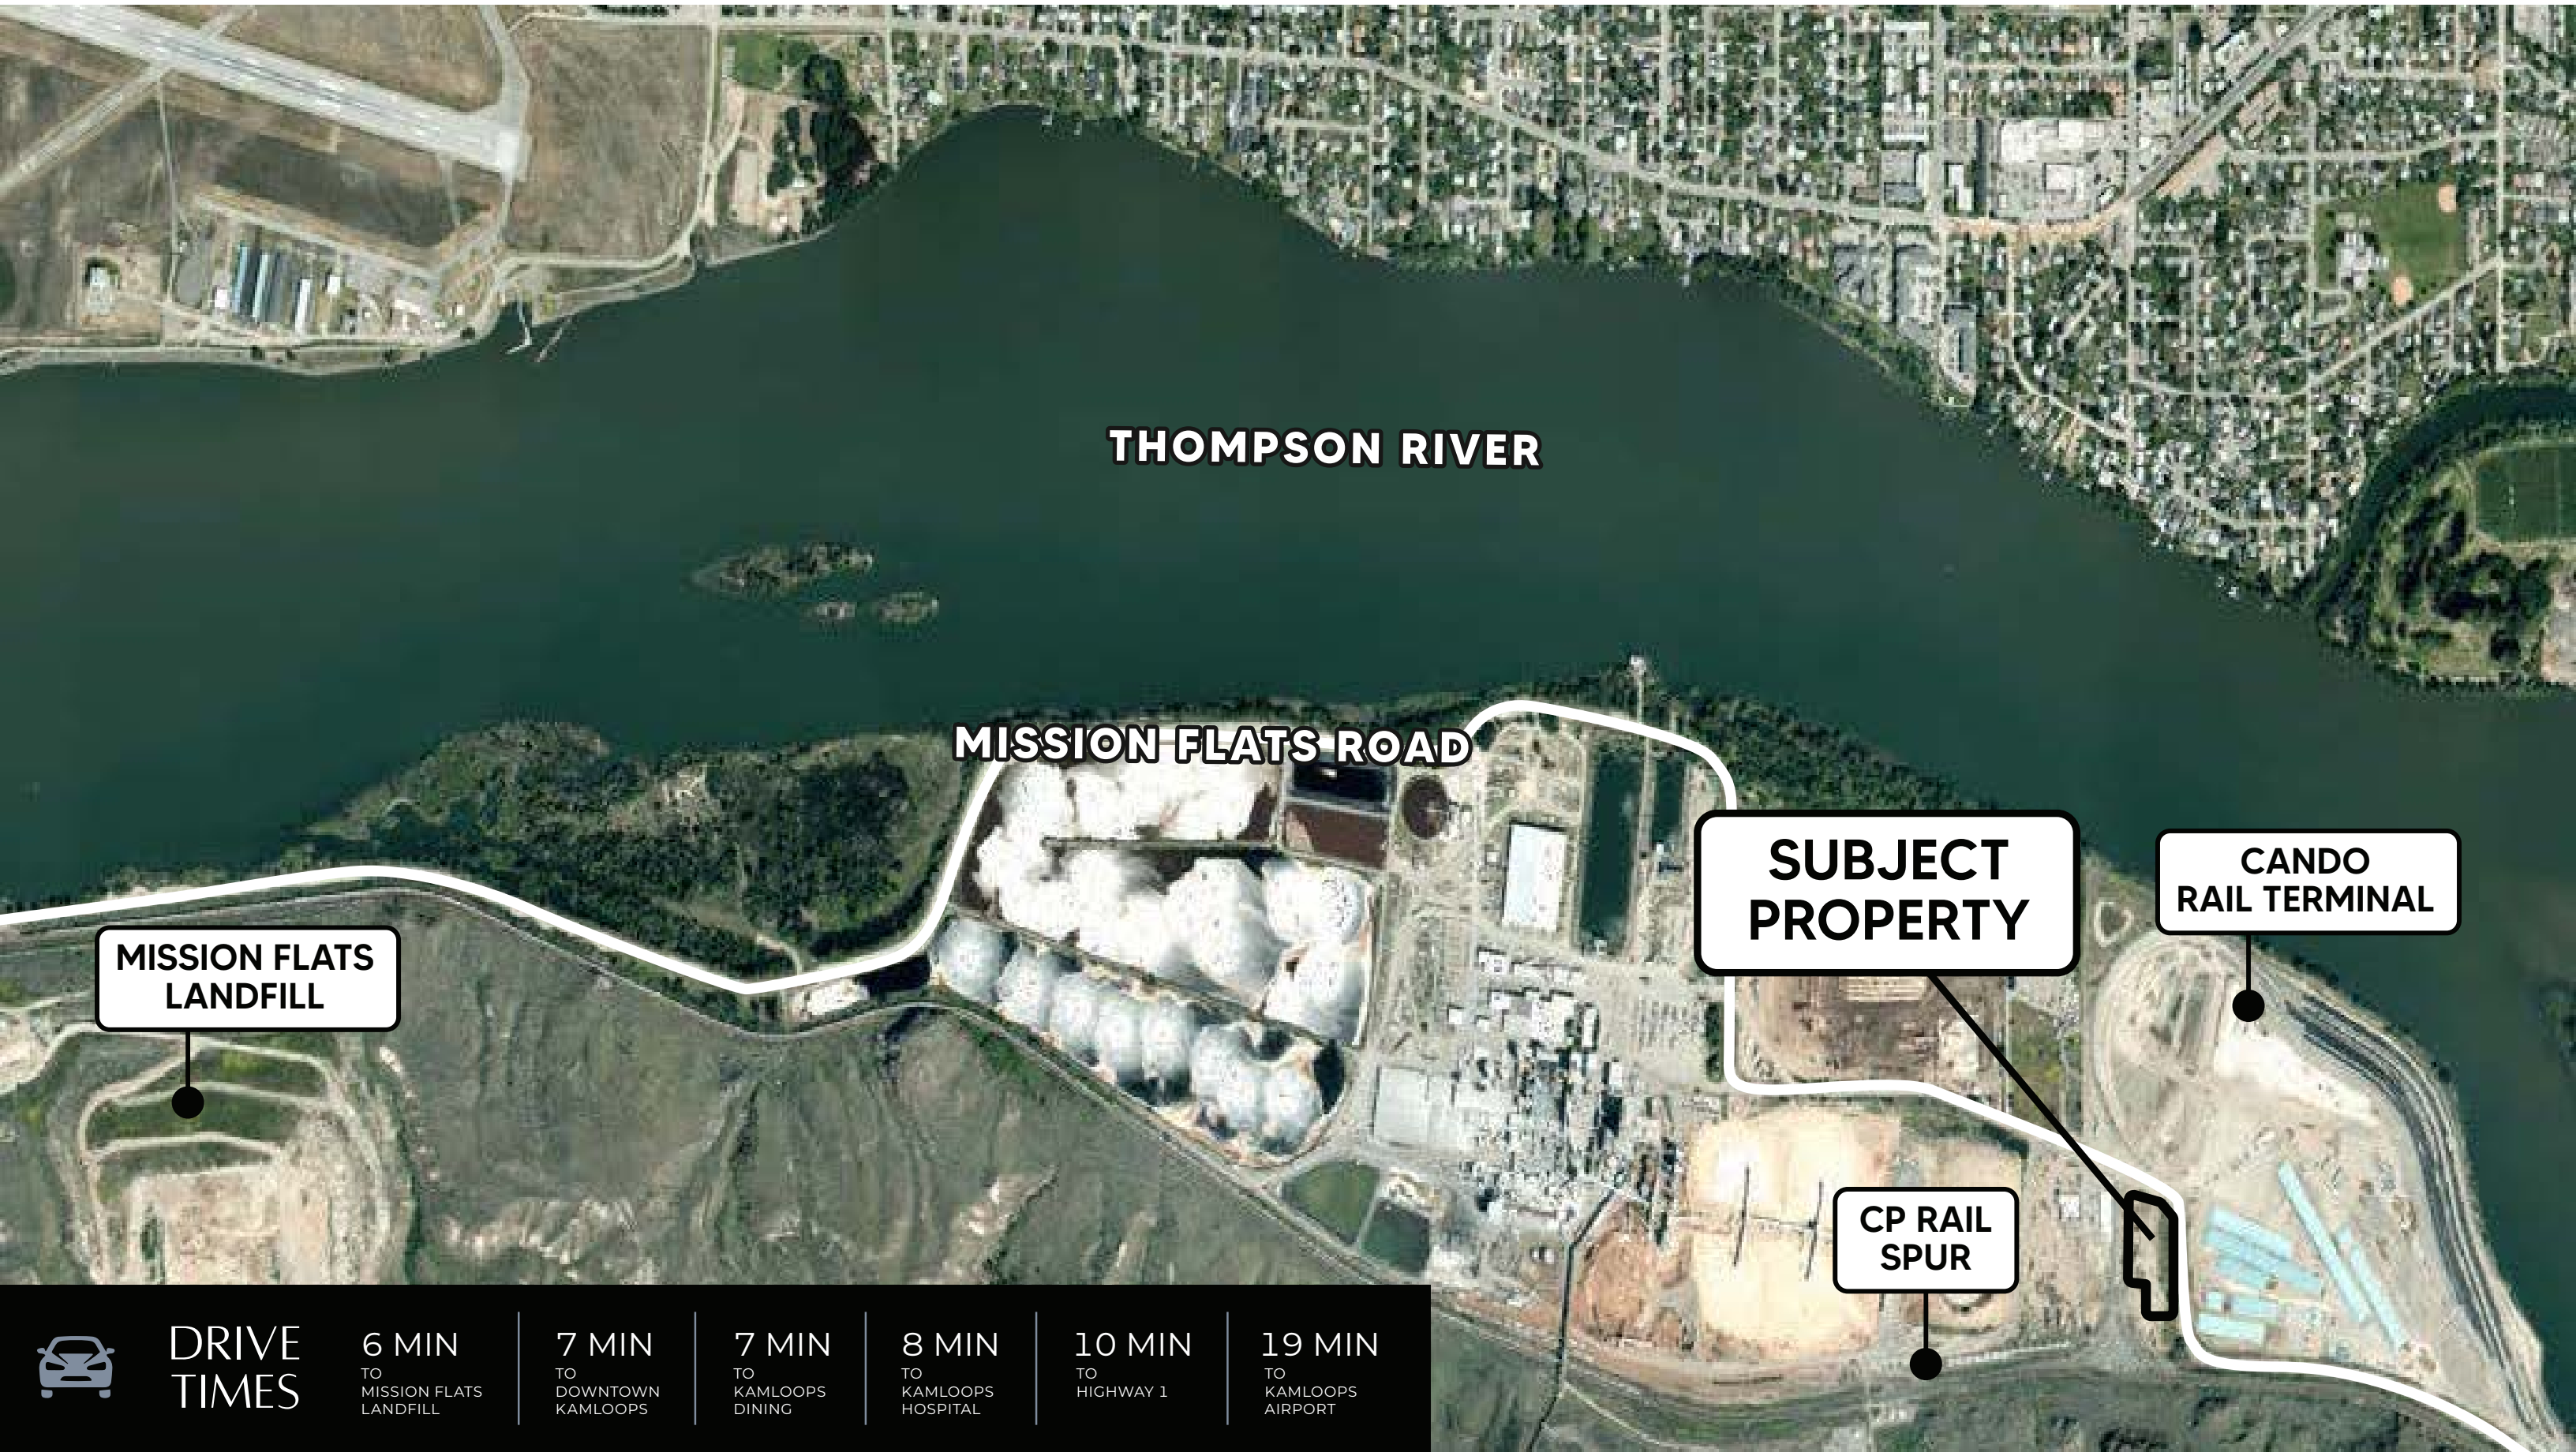 THOMPSON RIVER
MISSION FLATS ROAD
SUBJECT
PROPERTY
CANDO
RAIL TERMINAL
MISSION FLATS
LANDFILL
CP RAIL
SPUR
DRIVE
TIMES
6 MIN
TO
MISSION FLATS
LANDFILL
7 MIN
TO
DOWNTOWN
KAMLOOPS
7 MIN
TO
KAMLOOPS
DINING
8 MIN
TO
KAMLOOPS
HOSPITAL
10 MIN
TO
HIGHWAY 1
19 MIN
TO
KAMLOOPS
AIRPORT